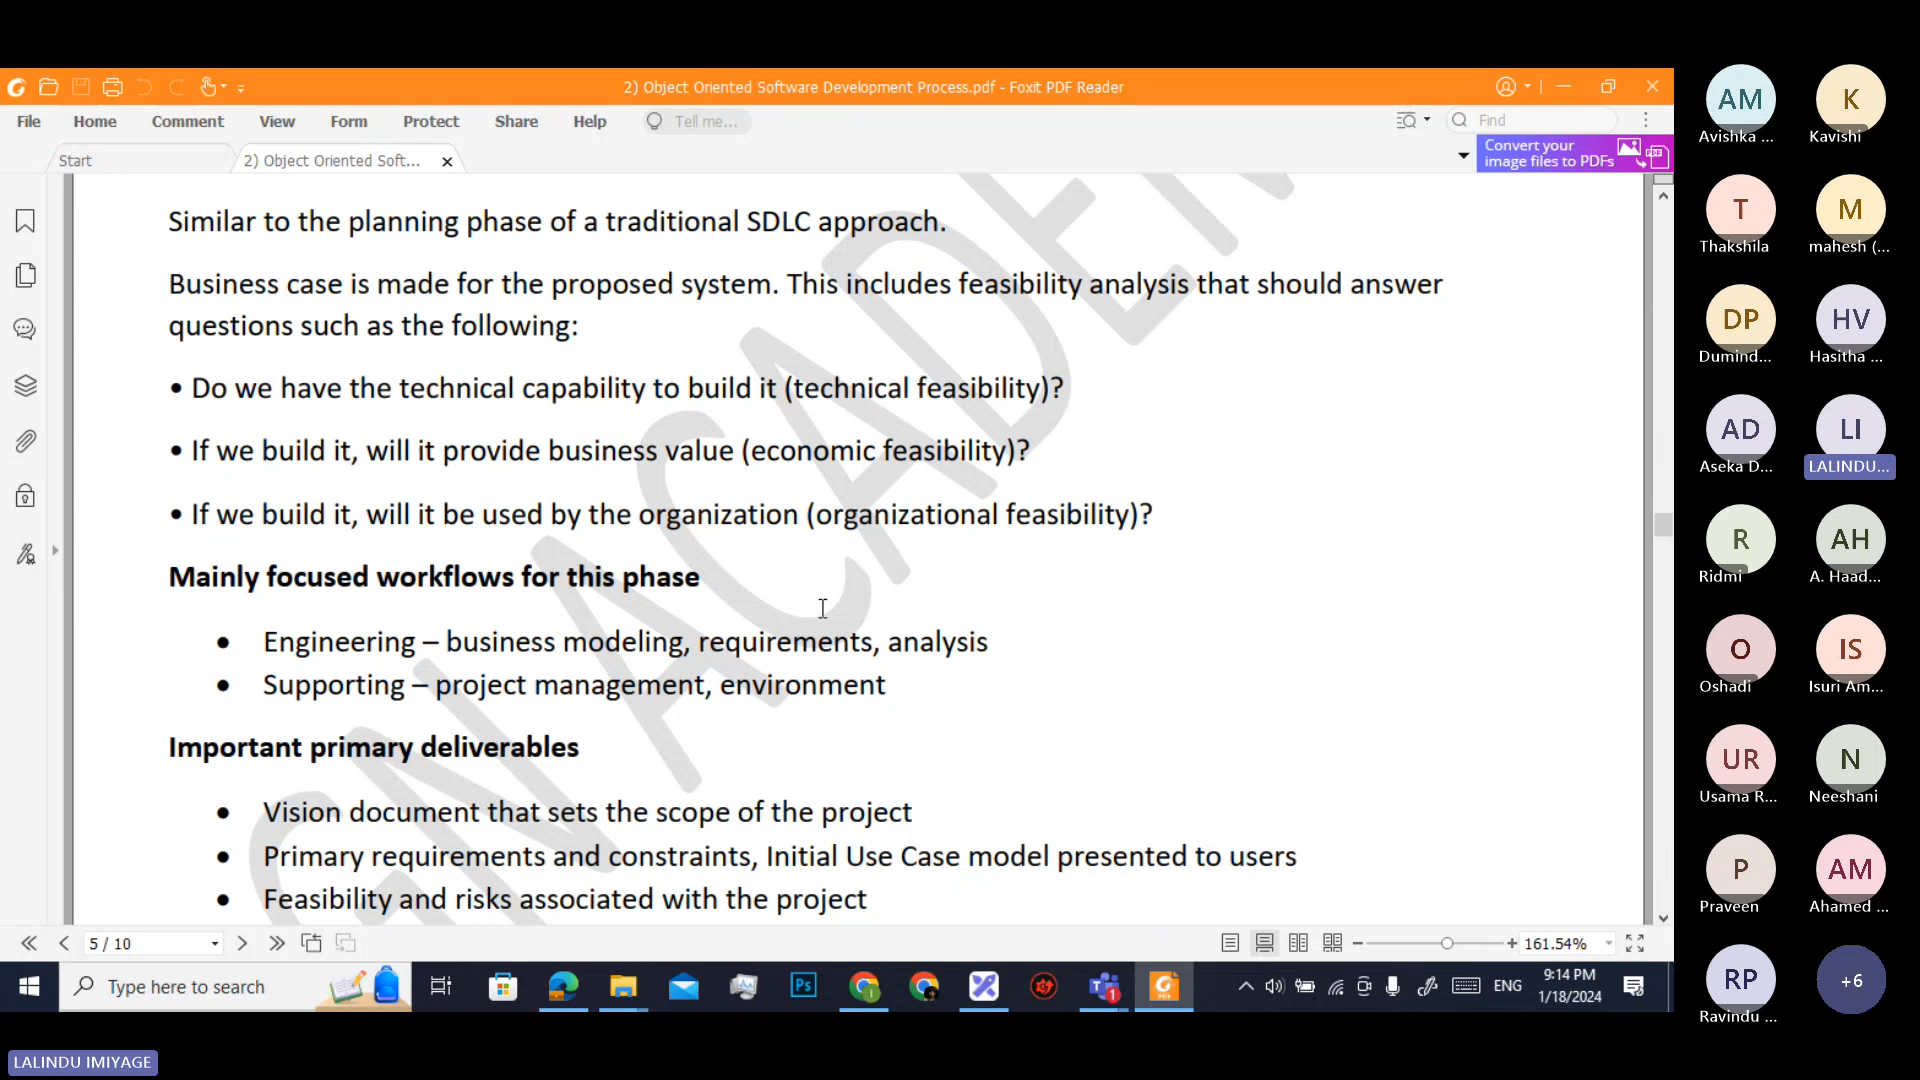 2) Object Oriented Software Development Process.pdf - Foxit PDF Reader
File Home Comment View Form Protect Share Help Tell me... Find
Start 2) Object Oriented Soft...
Convert your
image files to PDFs
Similar to the planning phase of a traditional SDLC approach.
Business case is made for the proposed system. This includes feasibility analysis that should answer
questions such as the following:
• Do we have the technical capability to build it (technical feasibility)?
• If we build it, will it provide business value (economic feasibility)?
• If we build it, will it be used by the organization (organizational feasibility)?
Mainly focused workflows for this phase
• Engineering – business modeling, requirements, analysis
• Supporting – project management, environment
Important primary deliverables
• Vision document that sets the scope of the project
• Primary requirements and constraints, Initial Use Case model presented to users
• Feasibility and risks associated with the project
GN ACADEM
5 / 10
161.54%
Type here to search
Ps
1
ENG
9:14 PM
1/18/2024
LALINDU IMIYAGE
AM K
Avishka ... Kavishi
T M
Thakshila mahesh (...
DP HV
Dumind... Hasitha ...
AD LI
Aseka D... LALINDU...
R AH
Ridmi A. Haad...
O IS
Oshadi Isuri Am...
UR N
Usama R... Neeshani
P AM
Praveen Ahamed ...
RP +6
Ravindu ...